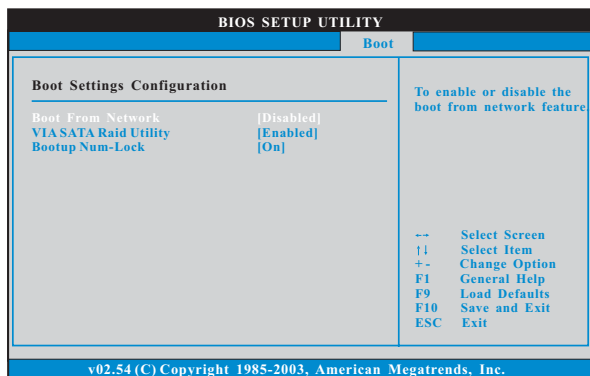 BIOS SETUP UTILITY
Boot
Boot Settings Configuration
Boot From Network [Disabled]
VIA SATA Raid Utility [Enabled]
Bootup Num-Lock [On]
To enable or disable the
boot from network feature.
←→ Select Screen
↑↓ Select Item
+ - Change Option
F1 General Help
F9 Load Defaults
F10 Save and Exit
ESC Exit
v02.54 (C) Copyright 1985-2003, American Megatrends, Inc.